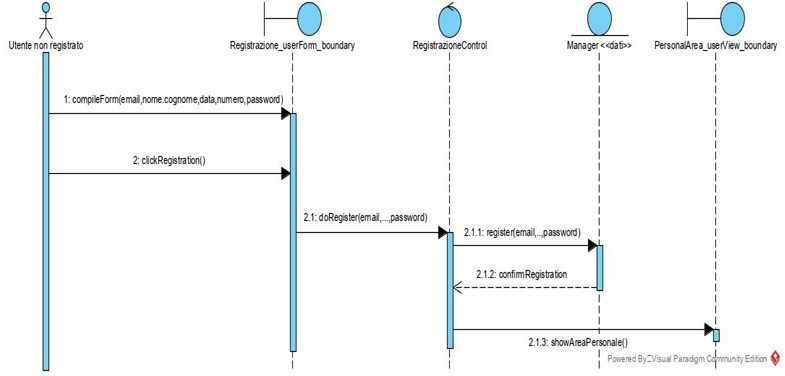 Utente non registrato
Registrazione_userForm_boundary
RegistrazioneControl
Manager <<dati>>
PersonalArea_userView_boundary
1: compileForm(email,nome.cognome,data,numero,password)
2: clickRegistration()
2.1: doRegister(email,...,password)
2.1.1: register(email,..,password)
2.1.2: confirmRegistration
2.1.3: showAreaPersonale()
Powered By Visual Paradigm Community Edition